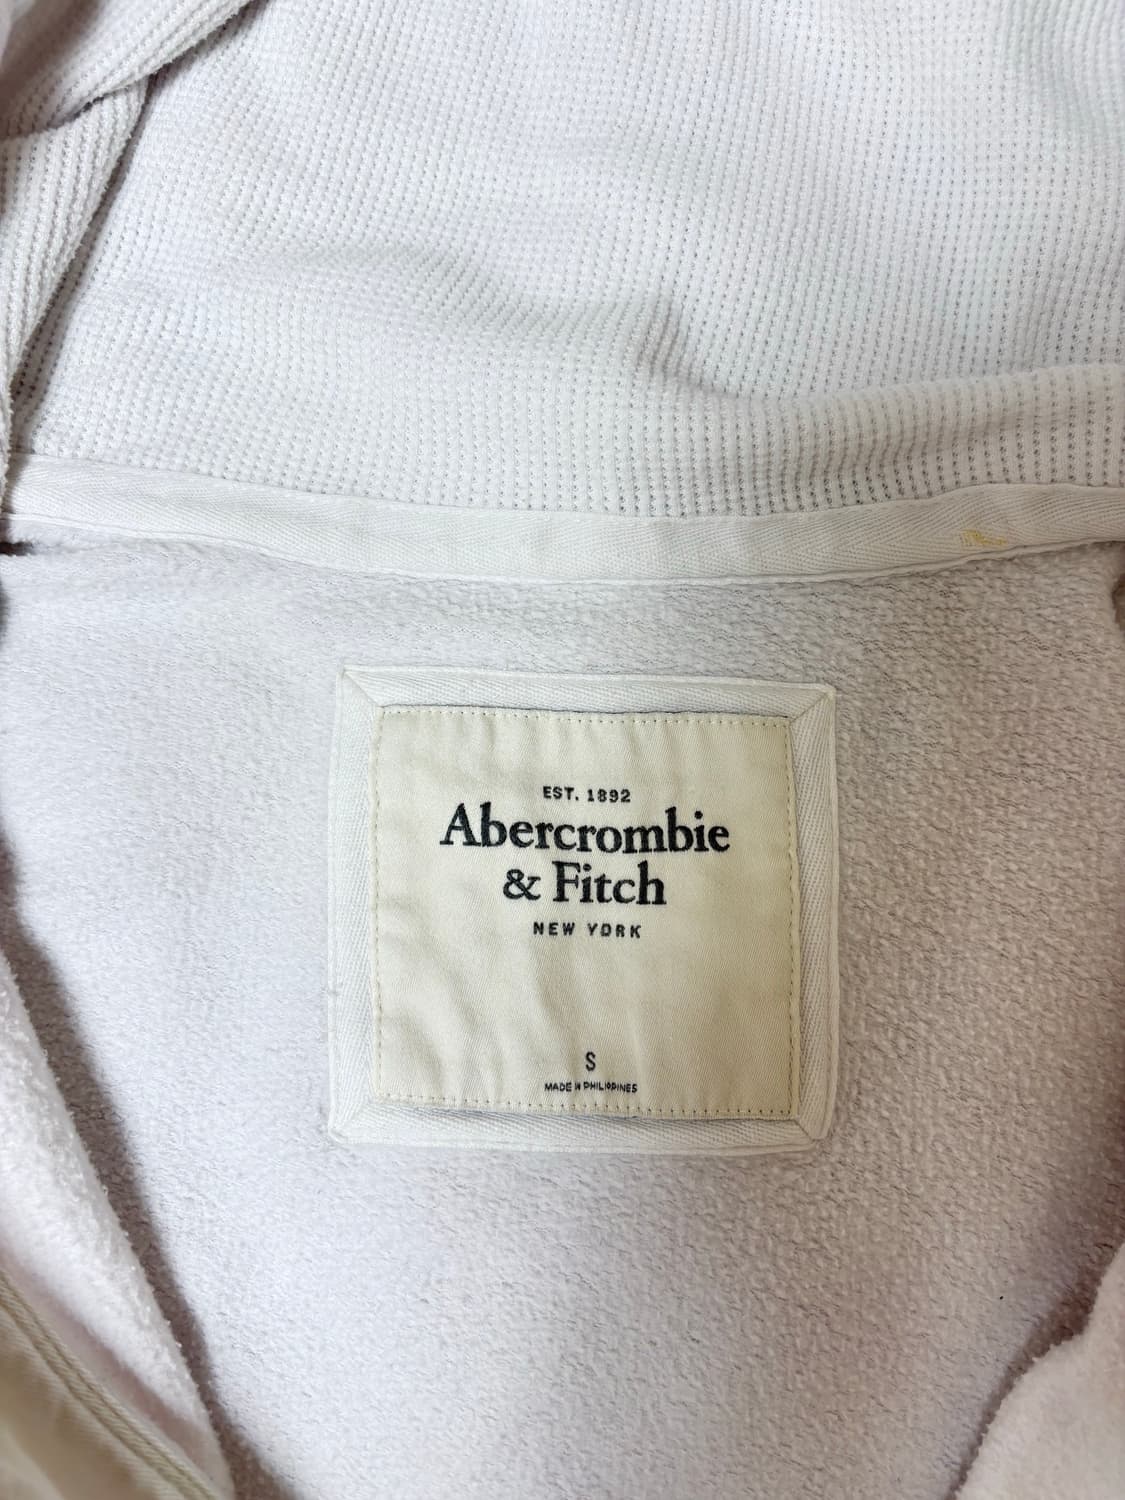 EST. 1892
Abercrombie
& Fitch
NEW YORK
S
MADE IN PHILIPPINES